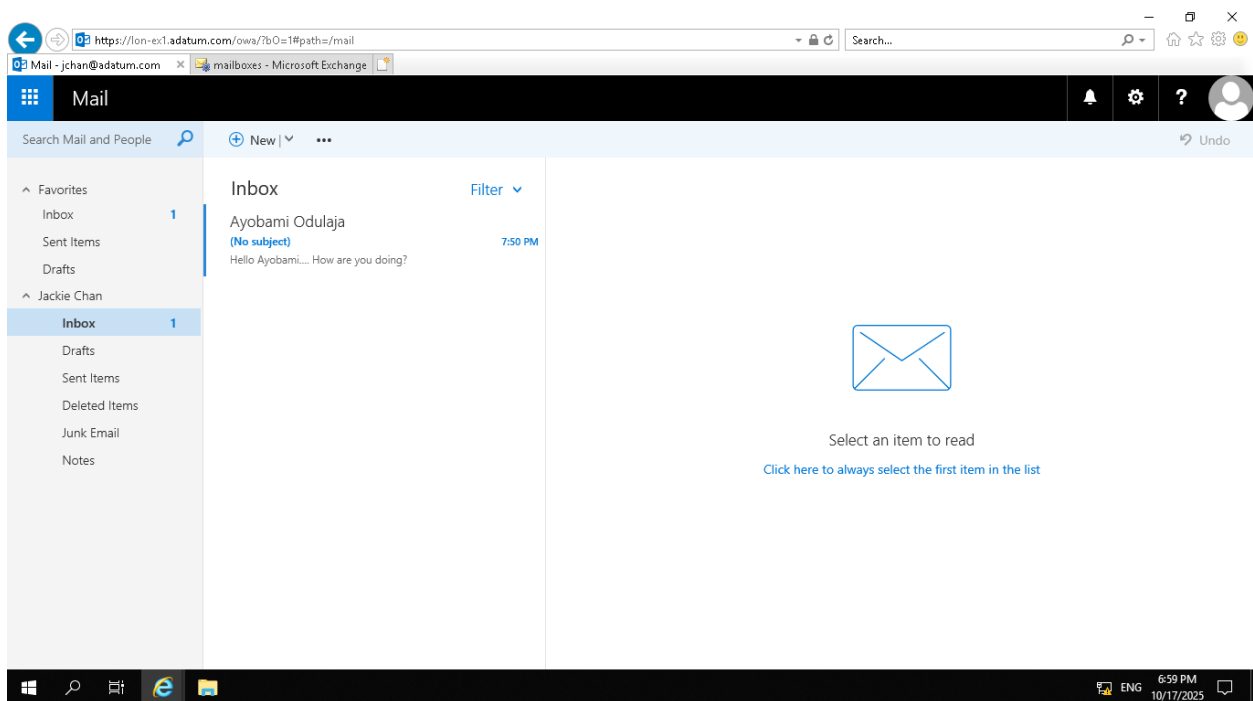 https://lon-ex1.adatum.com/owa/?bO=1#path=/mail
Search...
Mail - jchan@adatum.com
mailboxes - Microsoft Exchange
Mail
?
Search Mail and People
New
Undo
Favorites
Inbox 1
Sent Items
Drafts
Jackie Chan
Inbox 1
Drafts
Sent Items
Deleted Items
Junk Email
Notes
Inbox
Filter
Ayobami Odulaja
(No subject) 7:50 PM
Hello Ayobami.... How are you doing?
Select an item to read
Click here to always select the first item in the list
ENG
6:59 PM
10/17/2025